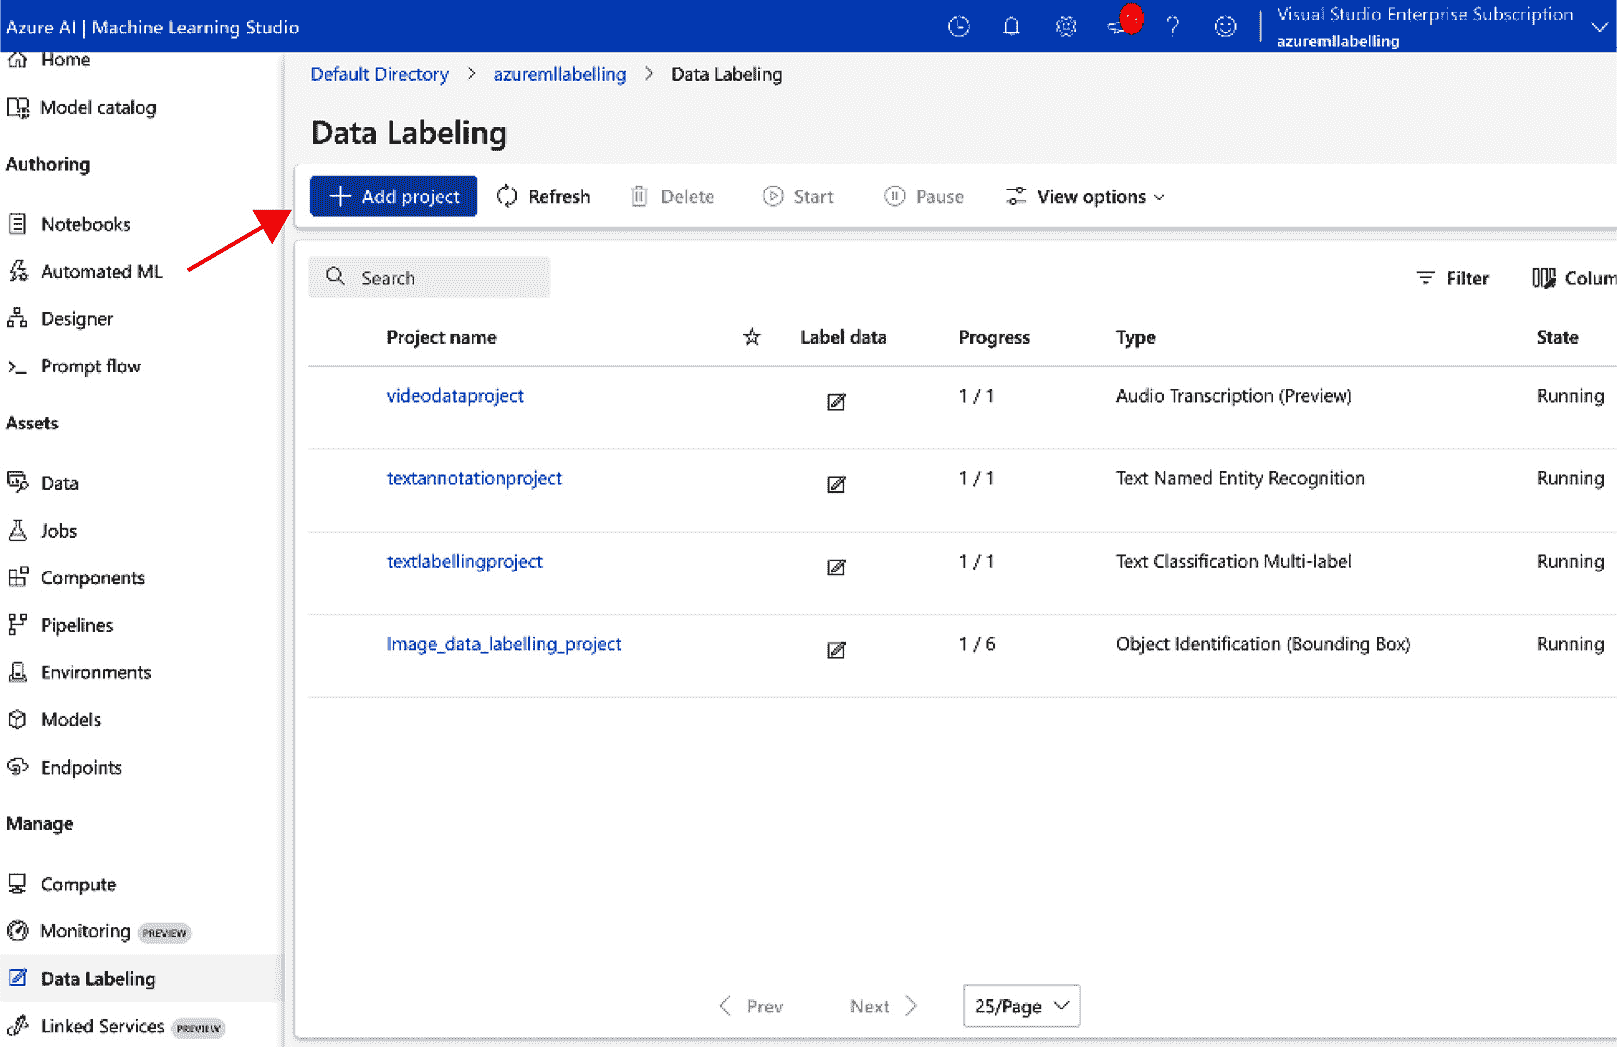 Azure AI | Machine Learning Studio
Visual Studio Enterprise Subscription
azuremllabelling
Home
Model catalog
Authoring
Notebooks
Automated ML
Designer
Prompt flow
Assets
Data
Jobs
Components
Pipelines
Environments
Models
Endpoints
Manage
Compute
Monitoring PREVIEW
Data Labeling
Linked Services PREVIEW
Default Directory > azuremllabelling > Data Labeling
Data Labeling
+ Add project Refresh Delete Start Pause View options
Search Filter Colum
Project name Label data Progress Type State
videodataproject 1 / 1 Audio Transcription (Preview) Running
textannotationproject 1 / 1 Text Named Entity Recognition Running
textlabellingproject 1 / 1 Text Classification Multi-label Running
Image_data_labelling_project 1 / 6 Object Identification (Bounding Box) Running
Prev Next 25/Page